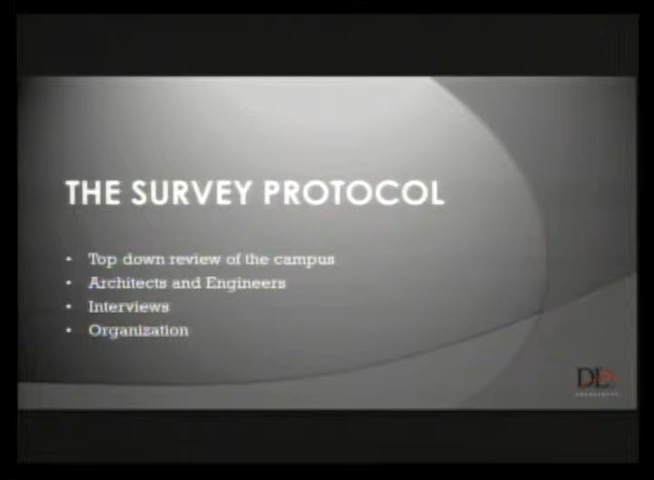 THE SURVEY PROTOCOL
• Top down review of the campus
• Architects and Engineers
• Interviews
• Organization